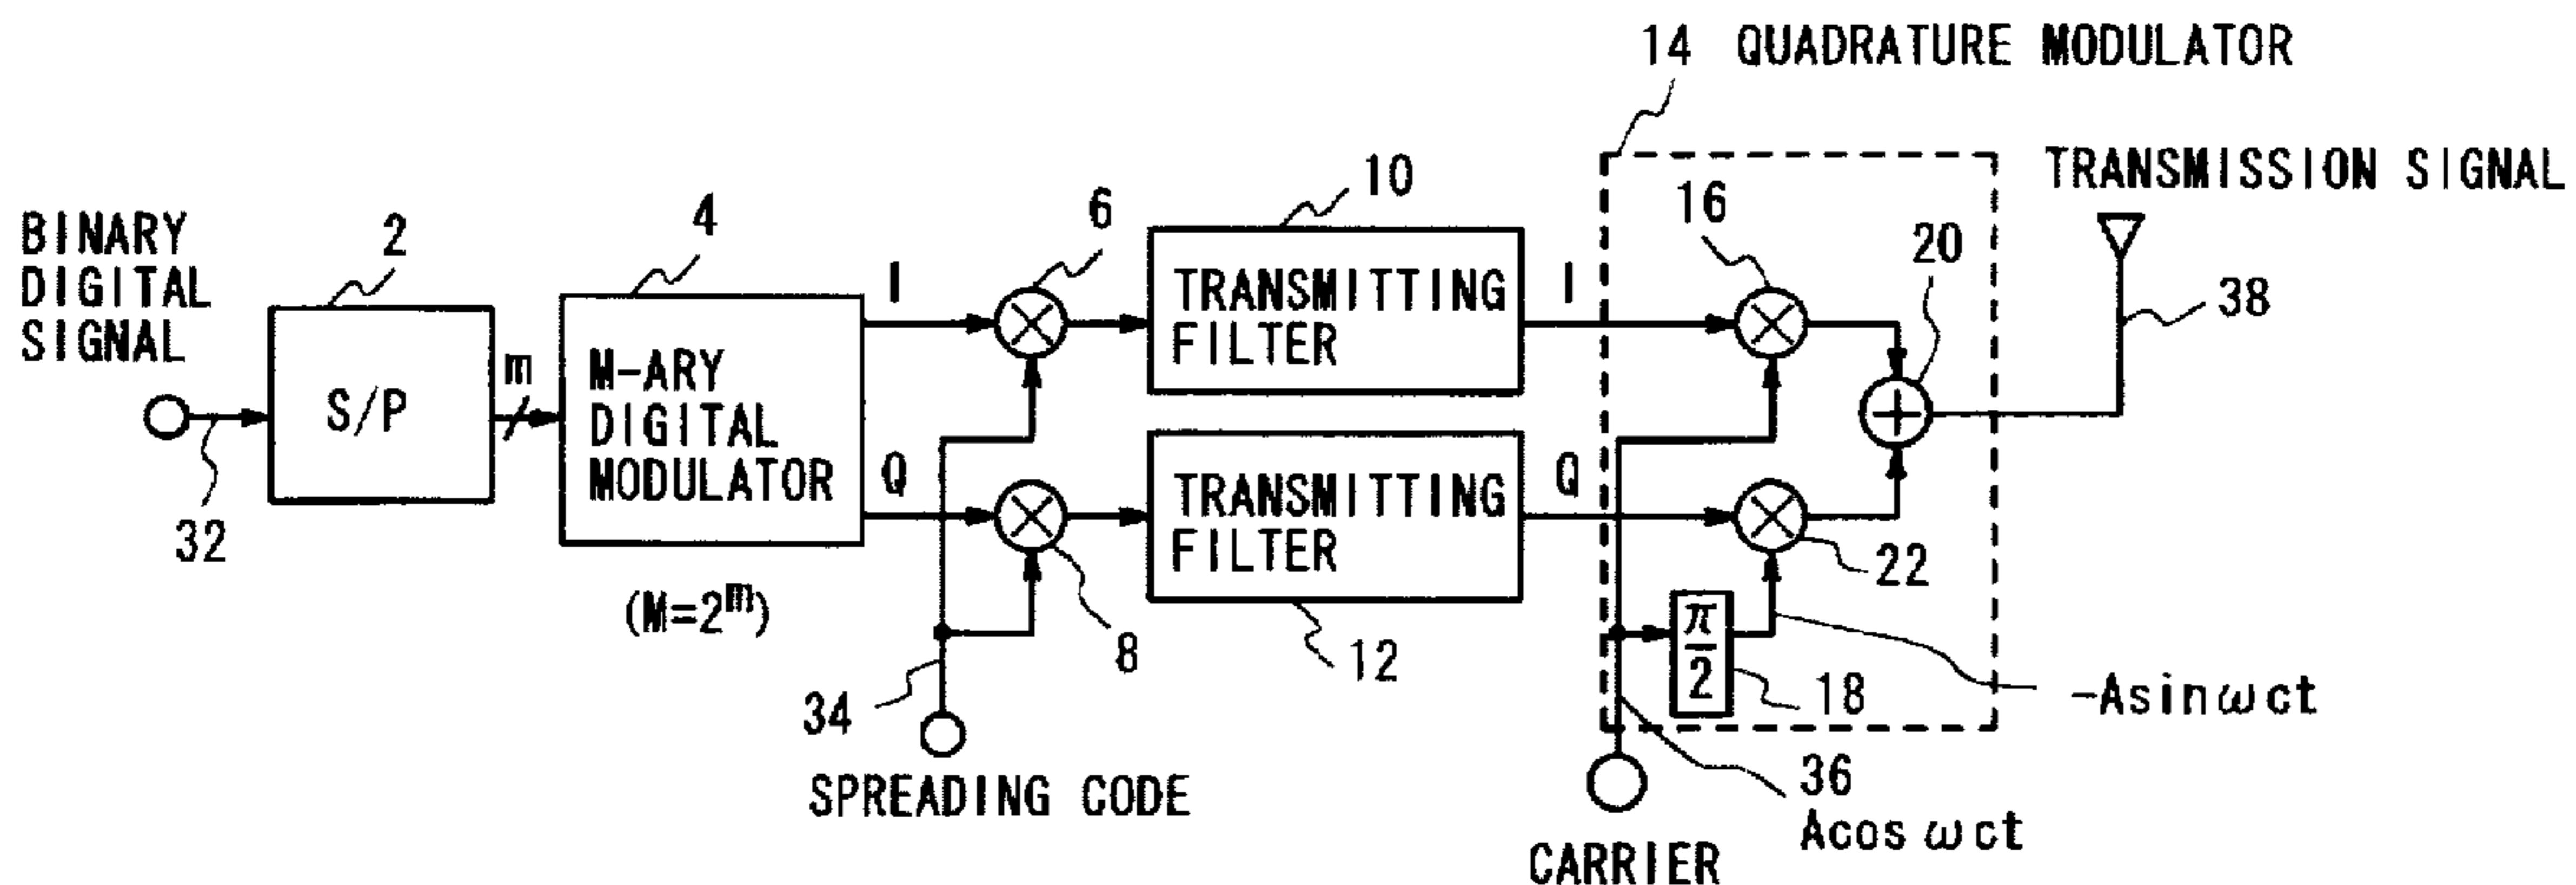 14 QUADRATURE MODULATOR
TRANSMISSION SIGNAL
BINARY
DIGITAL
SIGNAL
2
4
6
10
16
20
38
I
I
TRANSMITTING
FILTER
S/P
m
M-ARY
DIGITAL
MODULATOR
Q
Q
TRANSMITTING
FILTER
32
22
(M=2^m)
8
12
π
2
18
-Asinωct
34
SPREADING CODE
36
Acosωct
CARRIER